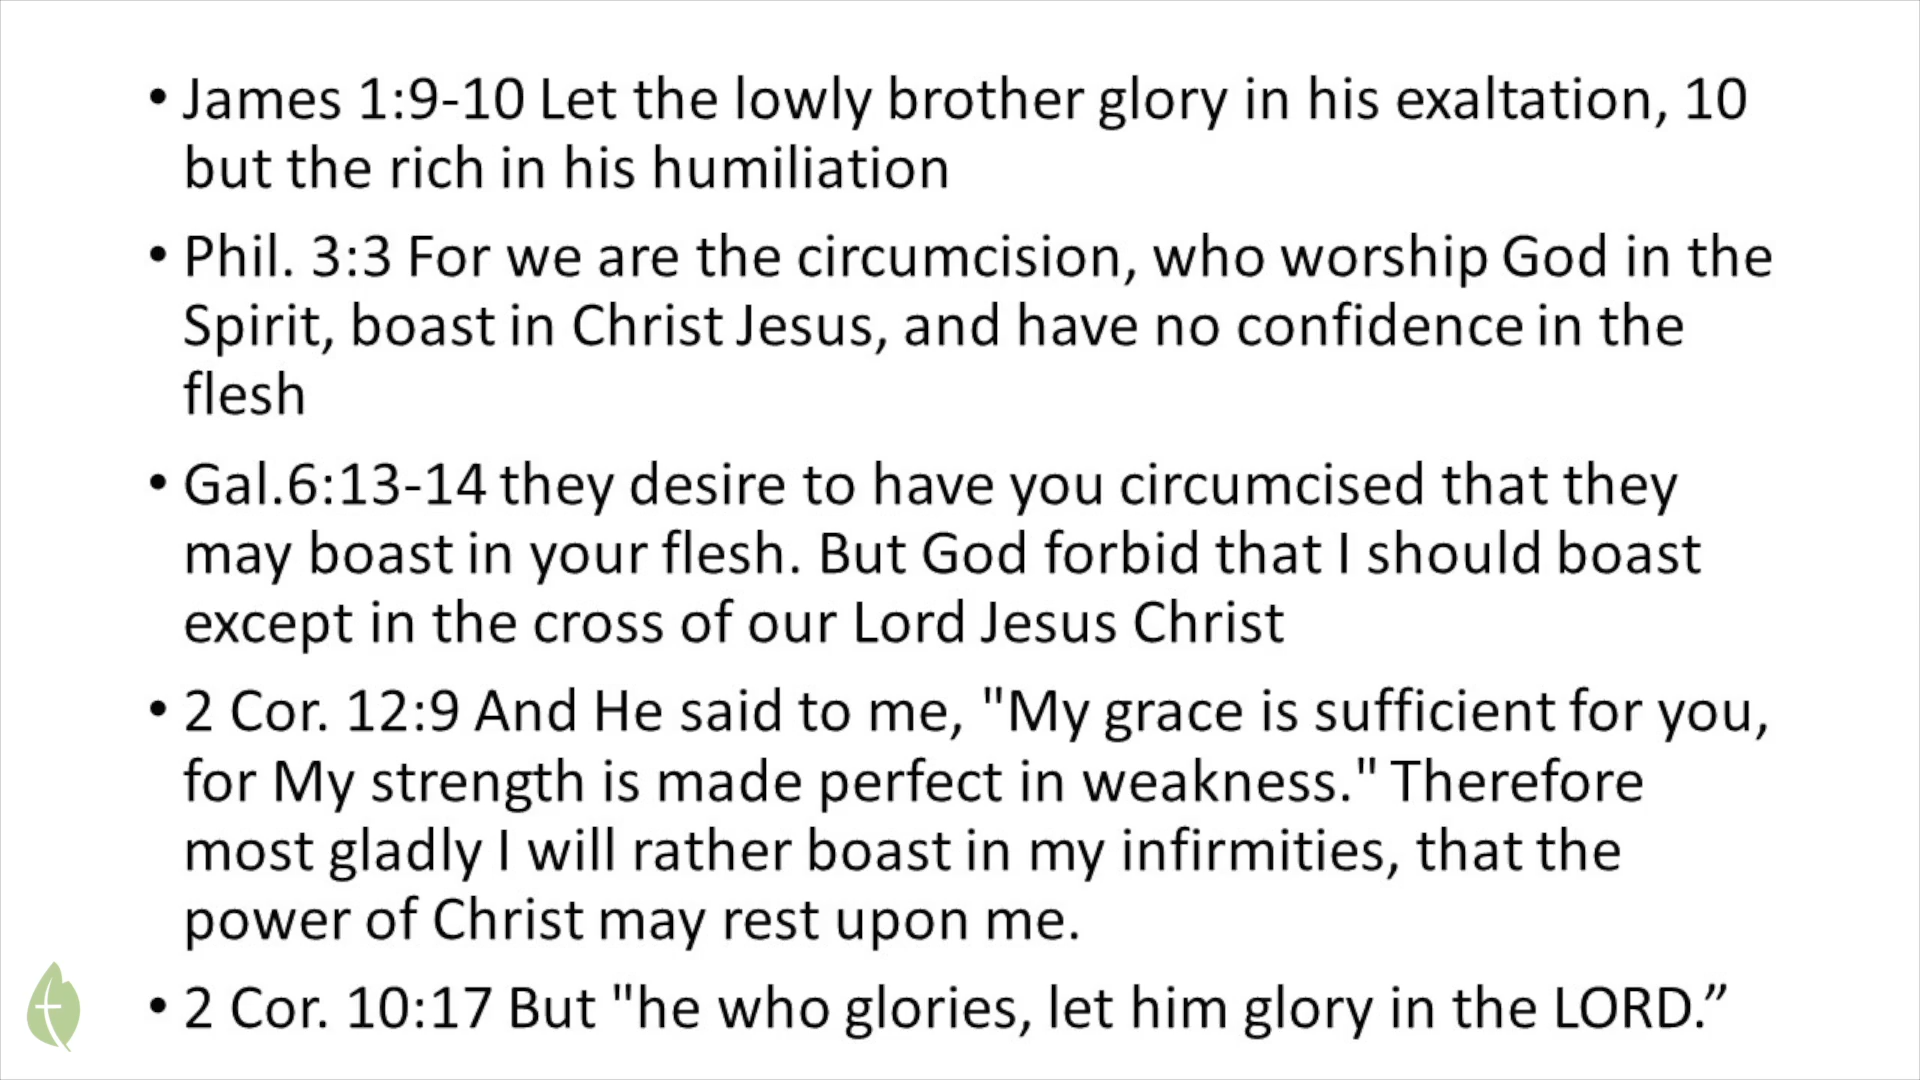 • James 1:9-10 Let the lowly brother glory in his exaltation, 10
but the rich in his humiliation
• Phil. 3:3 For we are the circumcision, who worship God in the
Spirit, boast in Christ Jesus, and have no confidence in the
flesh
• Gal.6:13-14 they desire to have you circumcised that they
may boast in your flesh. But God forbid that I should boast
except in the cross of our Lord Jesus Christ
• 2 Cor. 12:9 And He said to me, "My grace is sufficient for you,
for My strength is made perfect in weakness." Therefore
most gladly I will rather boast in my infirmities, that the
power of Christ may rest upon me.
• 2 Cor. 10:17 But "he who glories, let him glory in the LORD.”